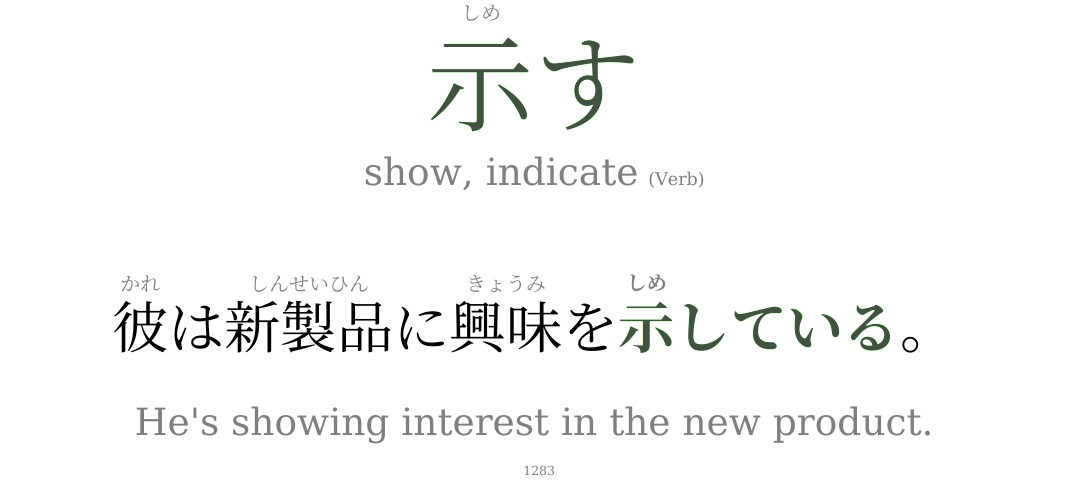 しめ
示す
show, indicate (Verb)
かれ しんせいひん きょうみ しめ
彼は新製品に興味を示している。
He's showing interest in the new product.
1283